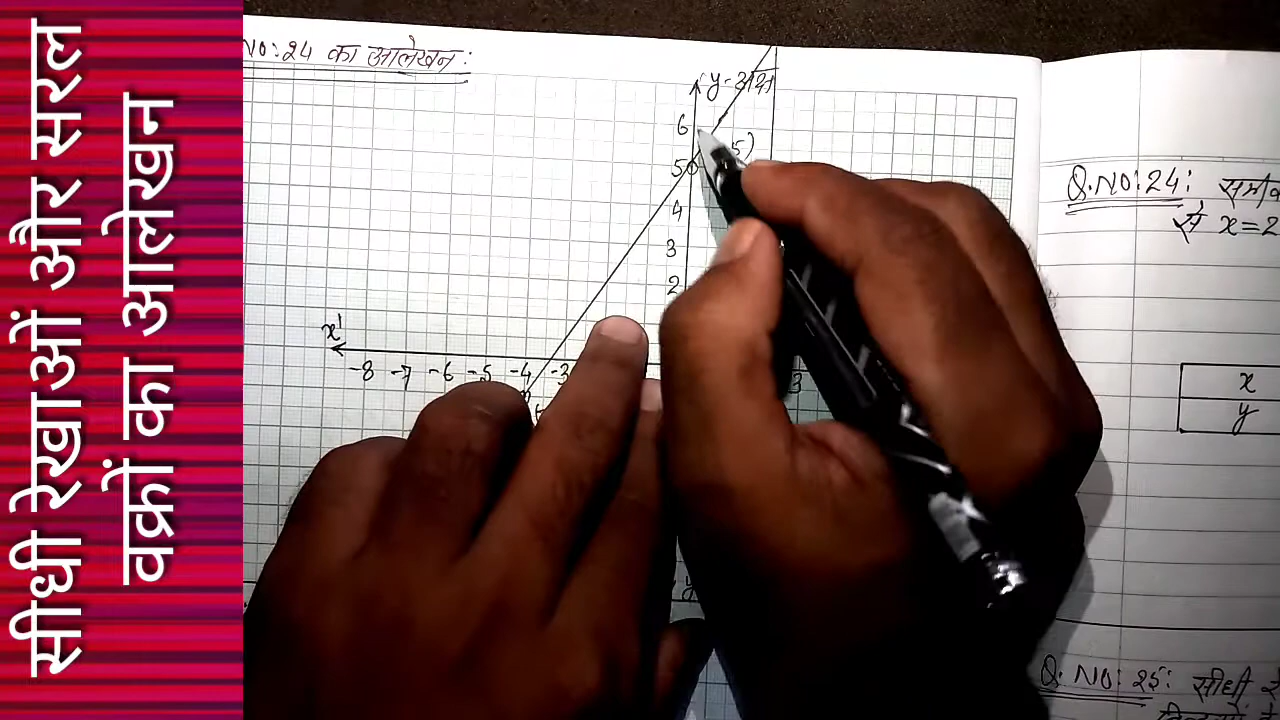 सीधी रेखाओं और सरल
वक्रों का आलेखन
NO:24 का आलेखन:
6
5
4
3
2
x'
-8 -7 -6 -5 -4 -3
3
Q.NO:24:
से x=2
x
y
Q. NO: 25: सीधी